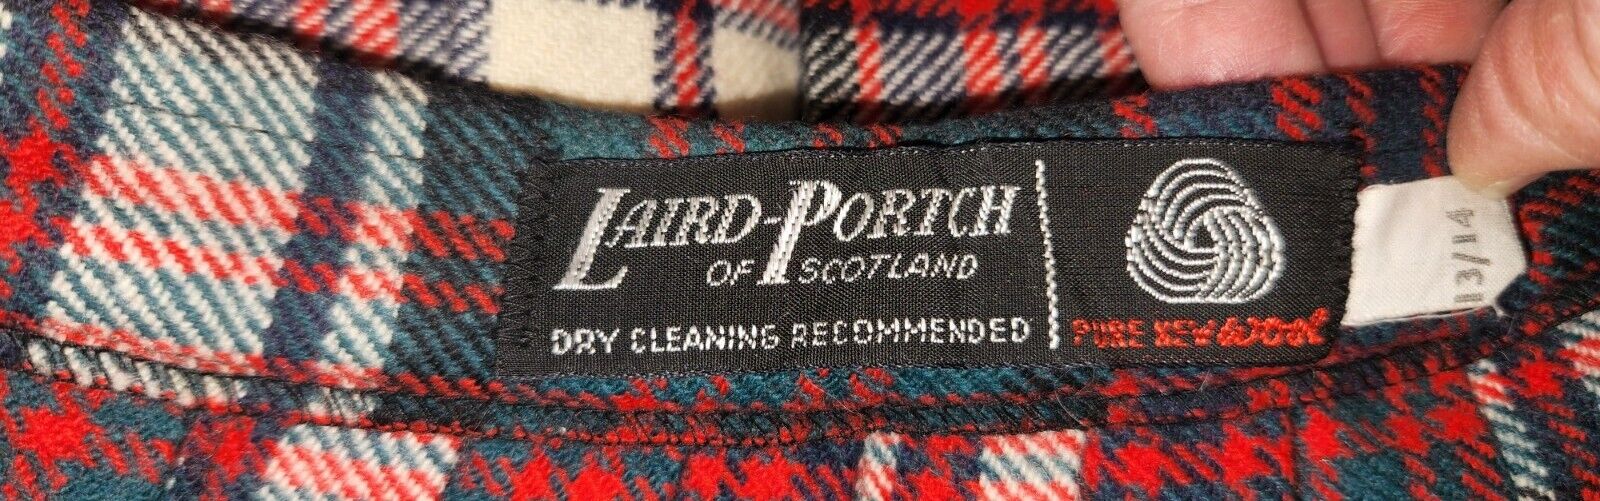 LAIRD-PORTCH
OF SCOTLAND
DRY CLEANING RECOMMENDED
PURE NEW WOOL
13/14